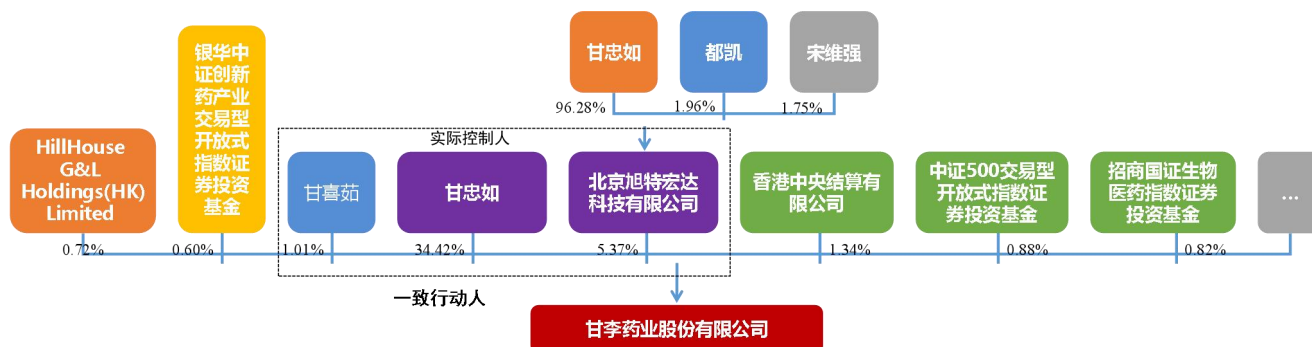 甘忠如
都凯
宋维强
96.28%
1.96%
1.75%
银华中
证创新
药产业
交易型
开放式
指数证
券投资
基金
实际控制人
HillHouse
G&L
Holdings(HK)
Limited
甘喜茹
甘忠如
北京旭特宏达
科技有限公司
香港中央结算有
限公司
中证500交易型
开放式指数证
券投资基金
招商国证生物
医药指数证券
投资基金
...
0.72%
0.60%
1.01%
34.42%
5.37%
1.34%
0.88%
0.82%
一致行动人
甘李药业股份有限公司